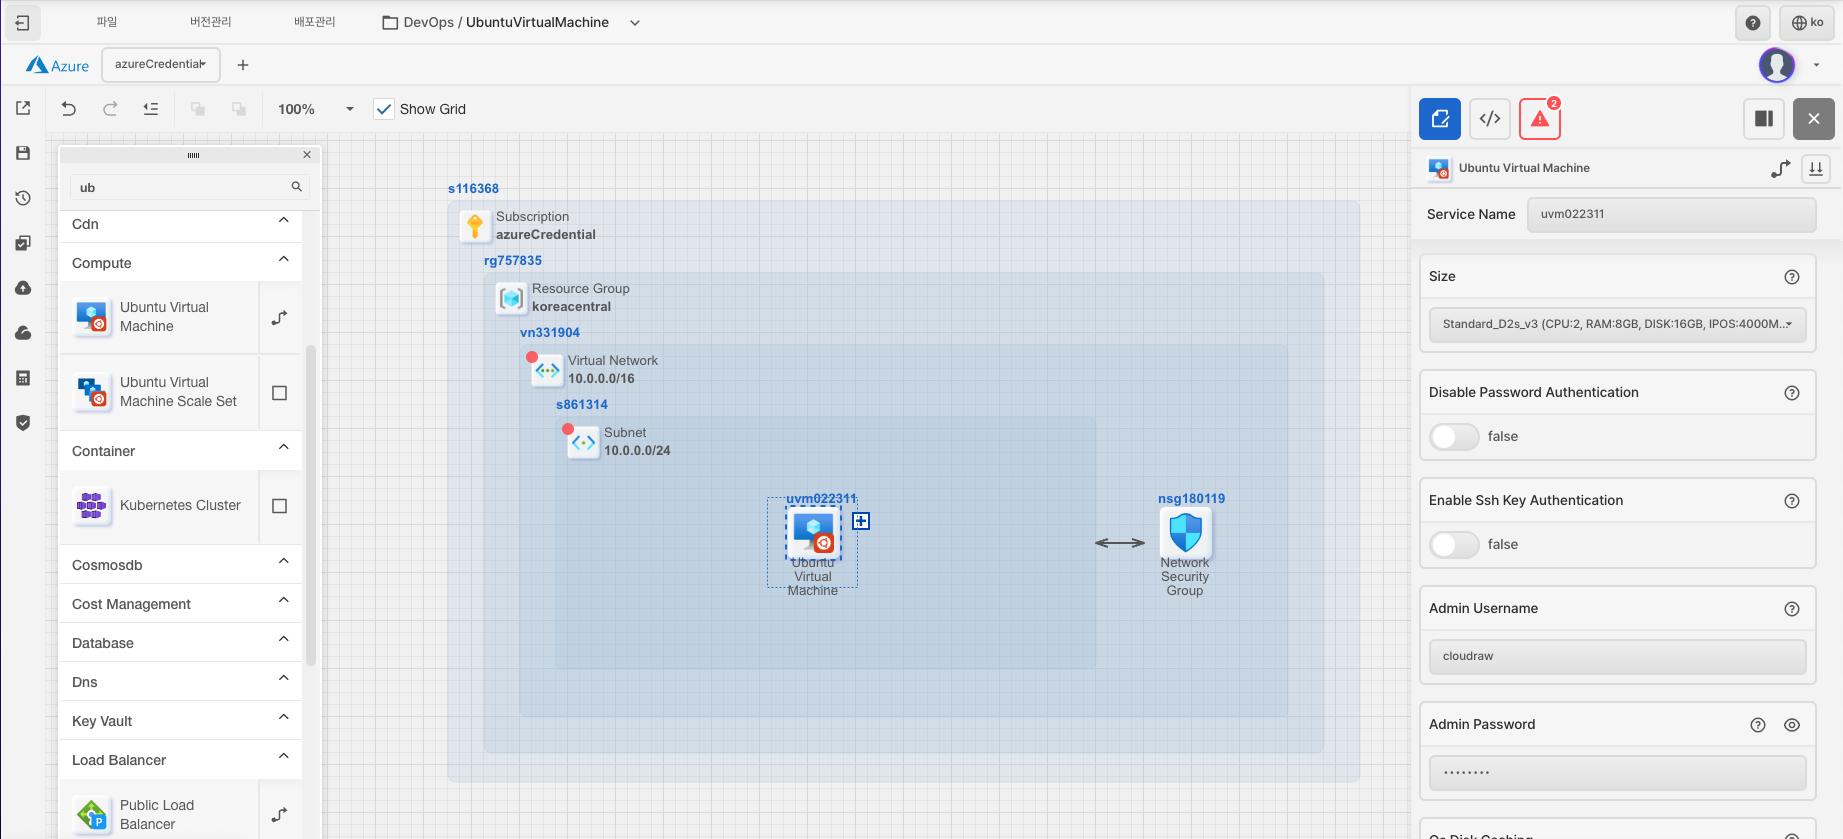 파일 버전관리 배포관리 DevOps / UbuntuVirtualMachine ko
Azure azureCredential
100% Show Grid
2
ub
Cdn
Compute
Ubuntu Virtual
Machine
Ubuntu Virtual
Machine Scale Set
Container
Kubernetes Cluster
Cosmosdb
Cost Management
Database
Dns
Key Vault
Load Balancer
Public Load
Balancer
s116368
Subscription
azureCredential
rg757835
Resource Group
koreacentral
vn331904
Virtual Network
10.0.0.0/16
s861314
Subnet
10.0.0.0/24
uvm022311
Ubuntu
Virtual
Machine
nsg180119
Network
Security
Group
Ubuntu Virtual Machine
Service Name uvm022311
Size
Standard_D2s_v3 (CPU:2, RAM:8GB, DISK:16GB, IPOS:4000M...
Disable Password Authentication
false
Enable Ssh Key Authentication
false
Admin Username
cloudraw
Admin Password
••••••••
Os Disk Caching